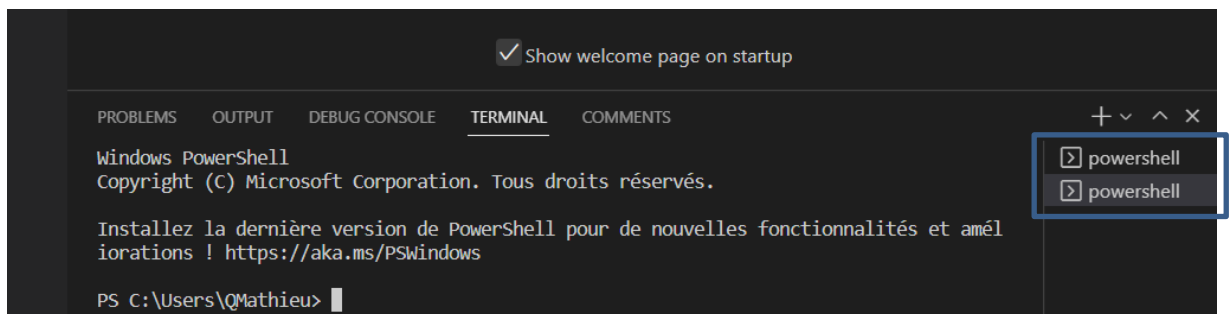 Show welcome page on startup
PROBLEMS OUTPUT DEBUG CONSOLE TERMINAL COMMENTS
Windows PowerShell
Copyright (C) Microsoft Corporation. Tous droits réservés.
Installez la dernière version de PowerShell pour de nouvelles fonctionnalités et amél
iorations ! https://aka.ms/PSWindows
PS C:\Users\QMathieu>
powershell
powershell